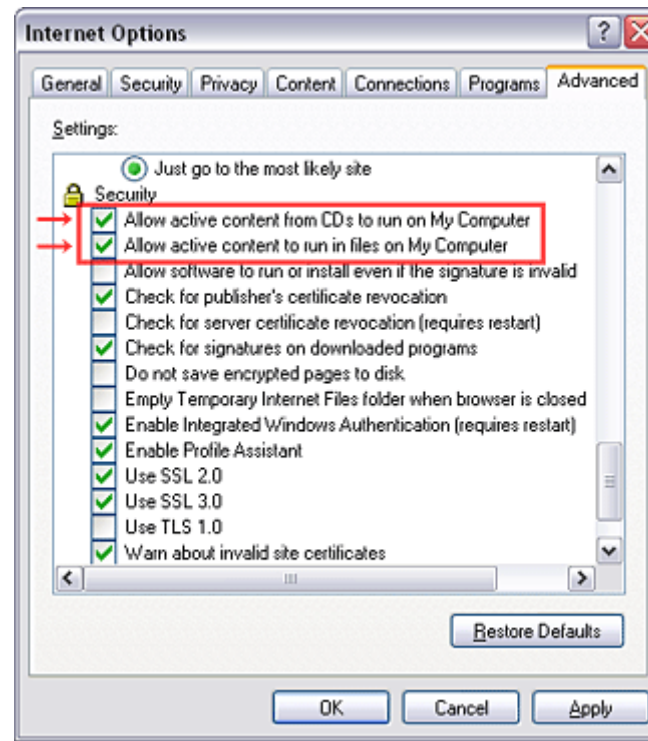 Internet Options
General Security Privacy Content Connections Programs Advanced
Settings:
Just go to the most likely site
Security
Allow active content from CDs to run on My Computer
Allow active content to run in files on My Computer
Allow software to run or install even if the signature is invalid
Check for publisher's certificate revocation
Check for server certificate revocation (requires restart)
Check for signatures on downloaded programs
Do not save encrypted pages to disk
Empty Temporary Internet Files folder when browser is closed
Enable Integrated Windows Authentication (requires restart)
Enable Profile Assistant
Use SSL 2.0
Use SSL 3.0
Use TLS 1.0
Warn about invalid site certificates
Restore Defaults
OK Cancel Apply